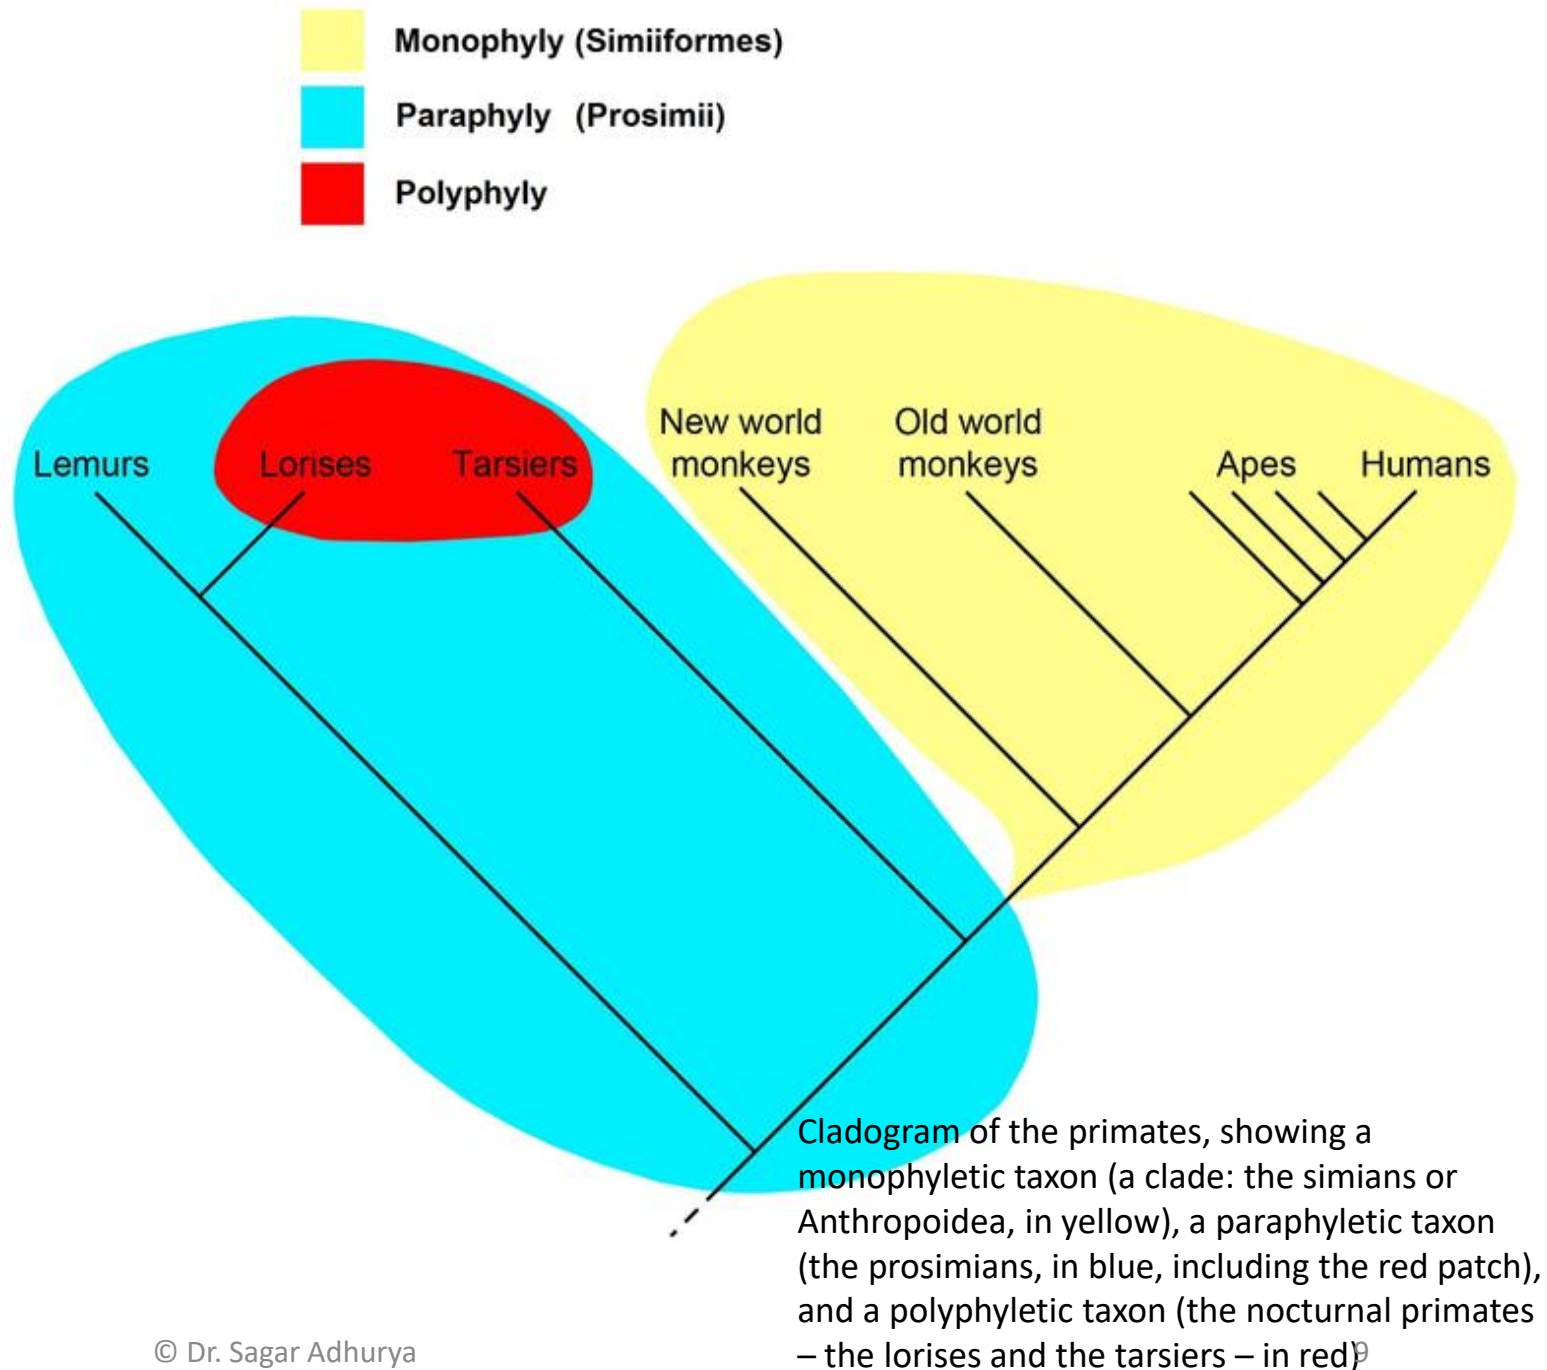 Monophyly (Simiiformes)
Paraphyly (Prosimii)
Polyphyly
New world
monkeys
Old world
monkeys
Lemurs
Lorises
Tarsiers
Apes
Humans
Cladogram of the primates, showing a
monophyletic taxon (a clade: the simians or
Anthropoidea, in yellow), a paraphyletic taxon
(the prosimians, in blue, including the red patch),
and a polyphyletic taxon (the nocturnal primates
– the lorises and the tarsiers – in red)
© Dr. Sagar Adhurya
9